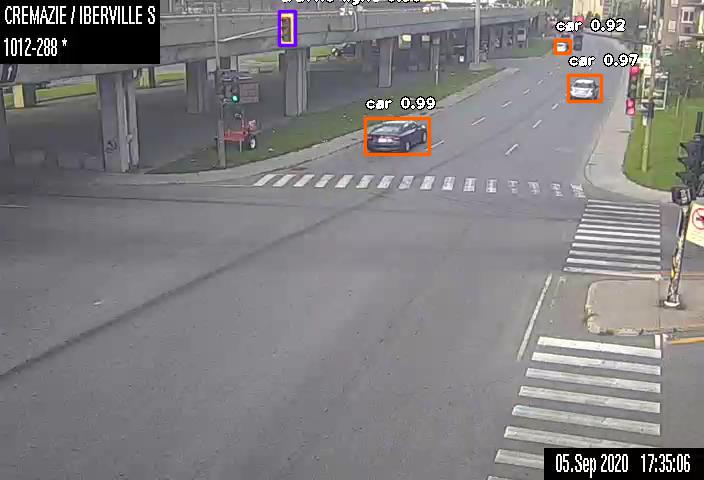 CREMAZIE / IBERVILLE S
1012-288 *
car 0.92
car 0.97
car 0.99
05.Sep 2020 17:35:06